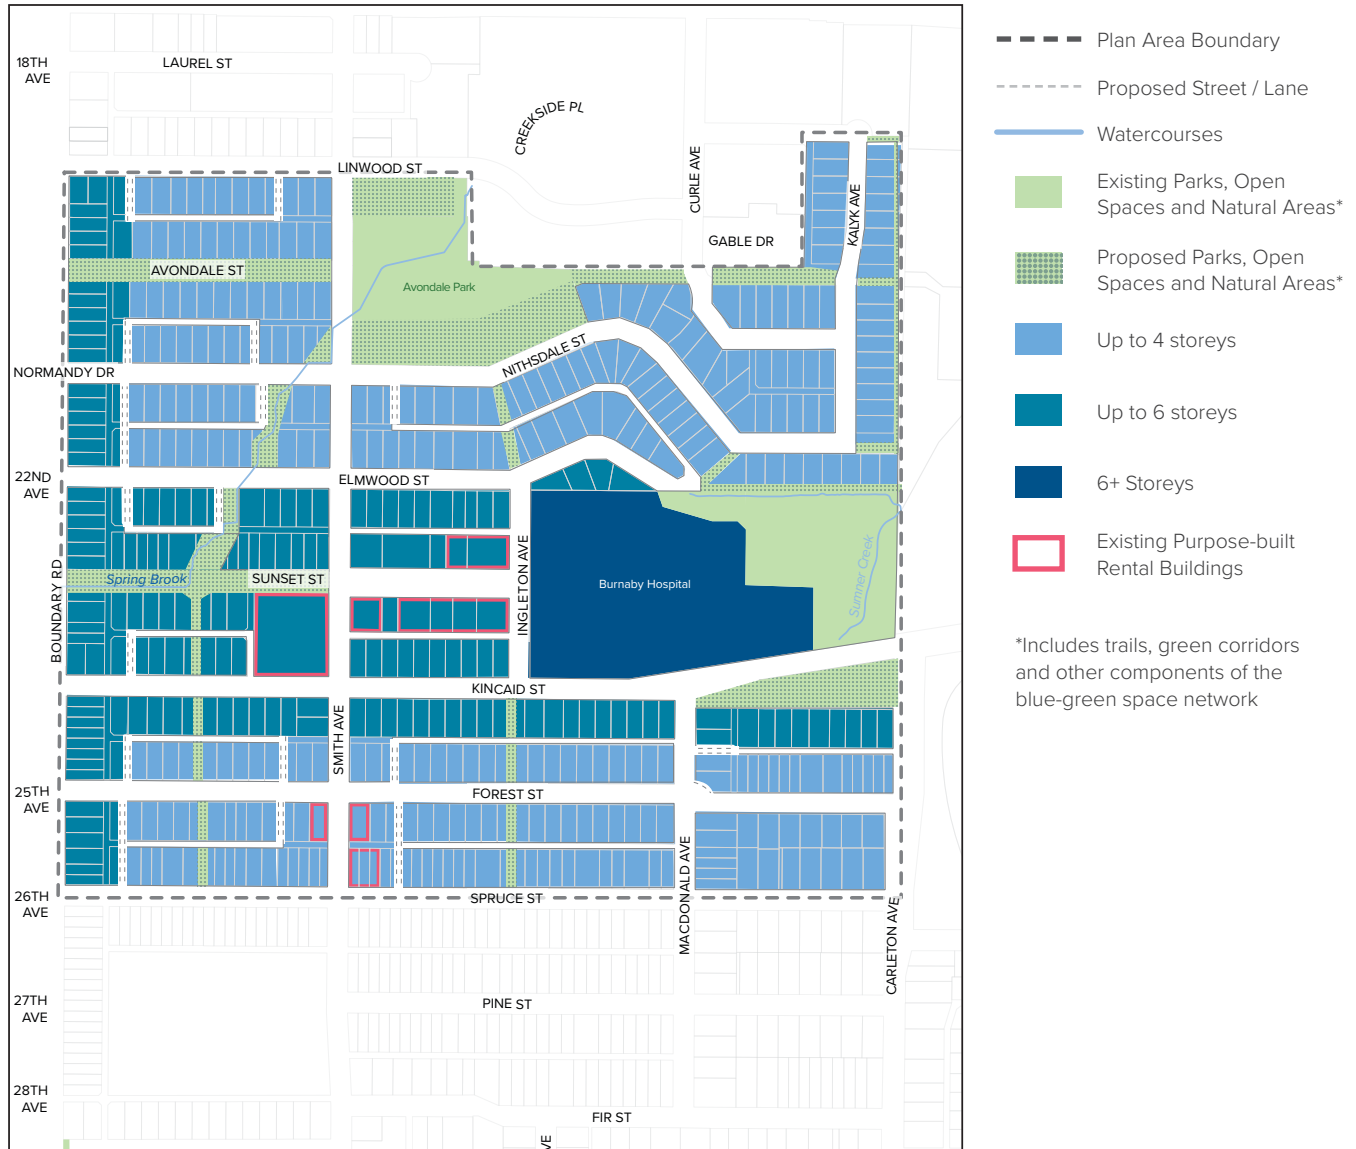 18TH
AVE
LAUREL ST
CREEKSIDE PL
CURLE AVE
LINWOOD ST
KALYK AVE
GABLE DR
AVONDALE ST
Avondale Park
NITHSDALE ST
NORMANDY DR
22ND
AVE
ELMWOOD ST
BOUNDARY RD
Spring Brook
SUNSET ST
INGLETON AVE
Burnaby Hospital
Sumner Creek
KINCAID ST
SMITH AVE
25TH
AVE
FOREST ST
MACDONALD AVE
26TH
AVE
SPRUCE ST
CARLETON AVE
27TH
AVE
PINE ST
28TH
AVE
FIR ST
VE
Plan Area Boundary
Proposed Street / Lane
Watercourses
Existing Parks, Open
Spaces and Natural Areas*
Proposed Parks, Open
Spaces and Natural Areas*
Up to 4 storeys
Up to 6 storeys
6+ Storeys
Existing Purpose-built
Rental Buildings
*Includes trails, green corridors
and other components of the
blue-green space network